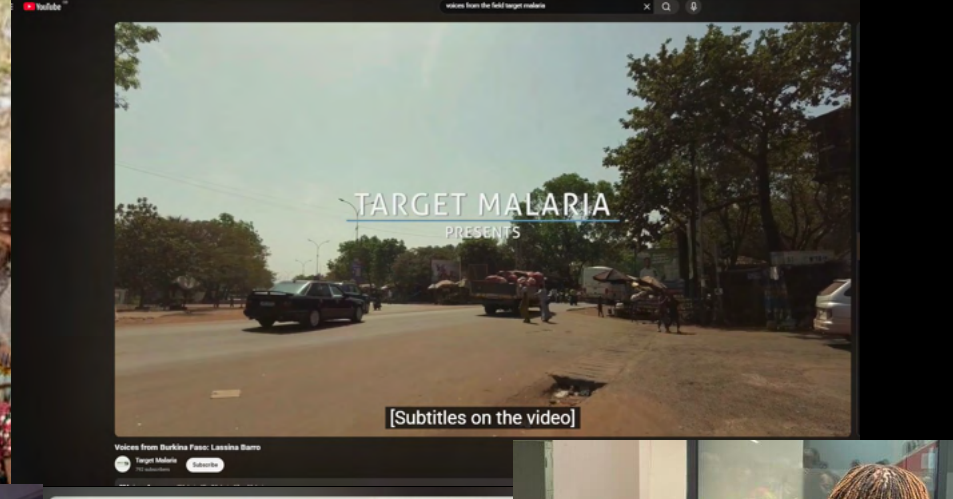 YouTube
voices from the field target malaria
TARGET MALARIA
PRESENTS
[Subtitles on the video]
Voices from Burkina Faso: Lassina Barro
Target Malaria
subscribers
Subscribe